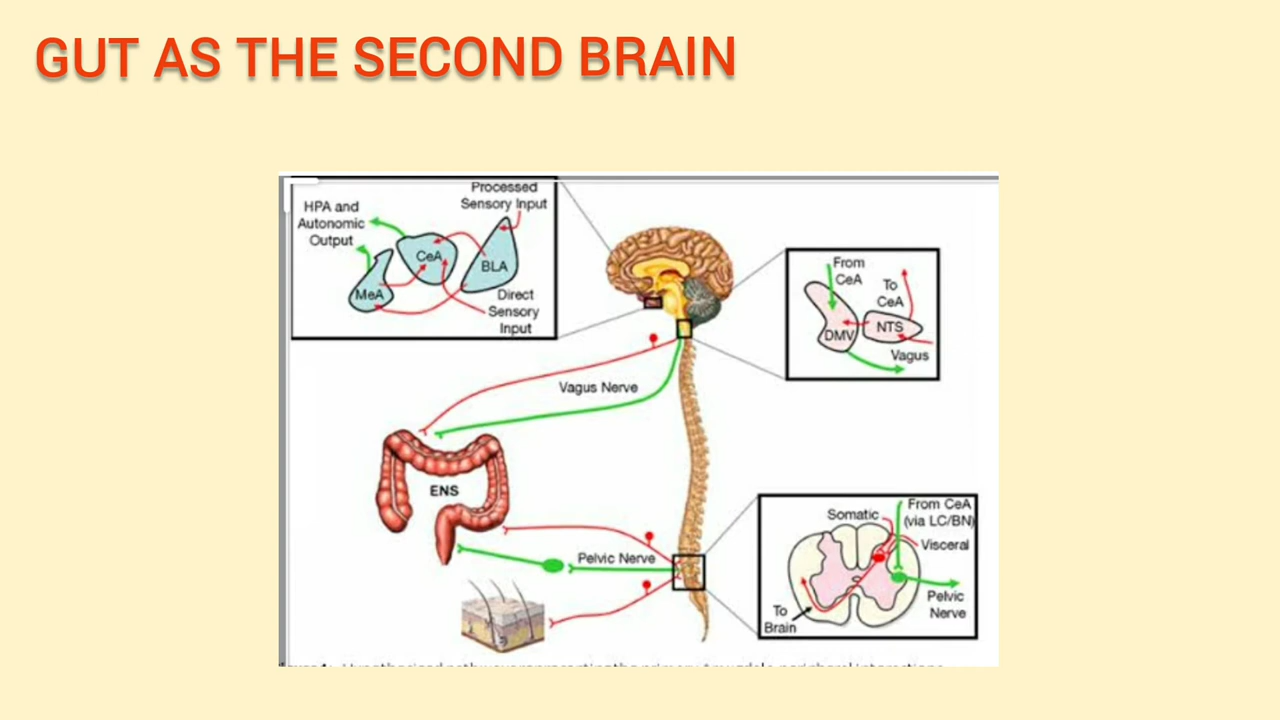 GUT AS THE SECOND BRAIN
Processed
Sensory Input
HPA and
Autonomic
Output
CeA
BLA
MeA
Direct
Sensory
Input
From
CeA
To
CeA
DMV
NTS
Vagus
Vagus Nerve
ENS
Pelvic Nerve
From CeA
(via LC/BN)
Somatic
Visceral
Pelvic
Nerve
To
Brain